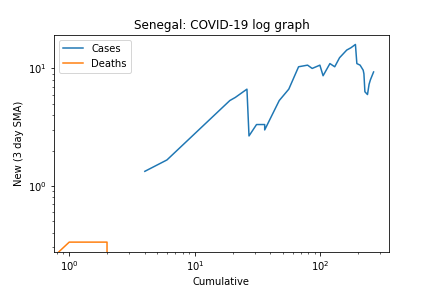 Senegal: COVID-19 log graph
Cases
Deaths
New (3 day SMA)
10¹
10⁰
10⁰ 10¹ 10²
Cumulative